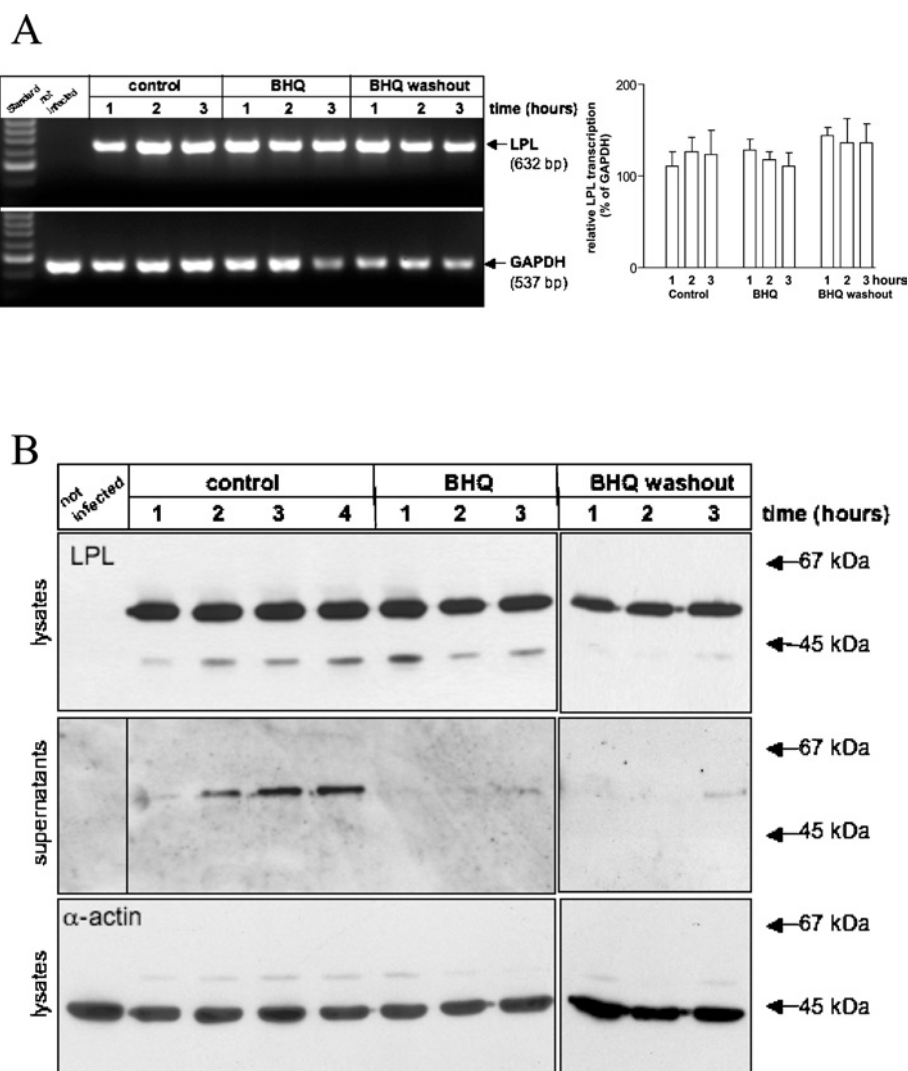 A
Standard not infected control BHQ BHQ washout
1 2 3 1 2 3 1 2 3 time (hours)
LPL
(632 bp)
GAPDH
(537 bp)
relative LPL transcription
(% of GAPDH)
200
100
0
1 2 3 1 2 3 1 2 3 hours
Control BHQ BHQ washout
B
not infected control BHQ BHQ washout
1 2 3 4 1 2 3 1 2 3 time (hours)
LPL
lysates
67 kDa
45 kDa
supernatants
67 kDa
45 kDa
α-actin
lysates
67 kDa
45 kDa